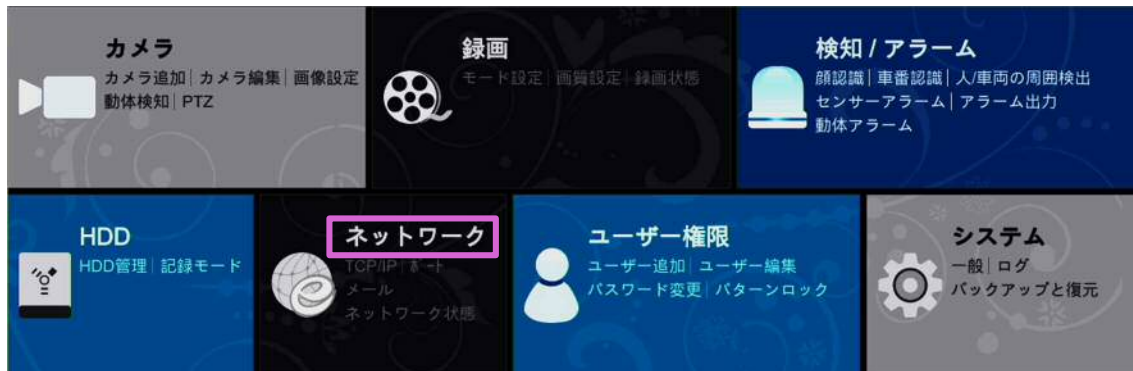 カメラ
カメラ追加 | カメラ編集 | 画像設定
動体検知 | PTZ
録画
モード設定 | 画質設定 | 録画状態
検知 / アラーム
顔認識 | 車番認識 | 人/車両の周囲検出
センサーアラーム | アラーム出力
動体アラーム
HDD
HDD管理 | 記録モード
ネットワーク
TCP/IP | ポート
メール
ネットワーク状態
ユーザー権限
ユーザー追加 | ユーザー編集
パスワード変更 | パターンロック
システム
一般 | ログ
バックアップと復元